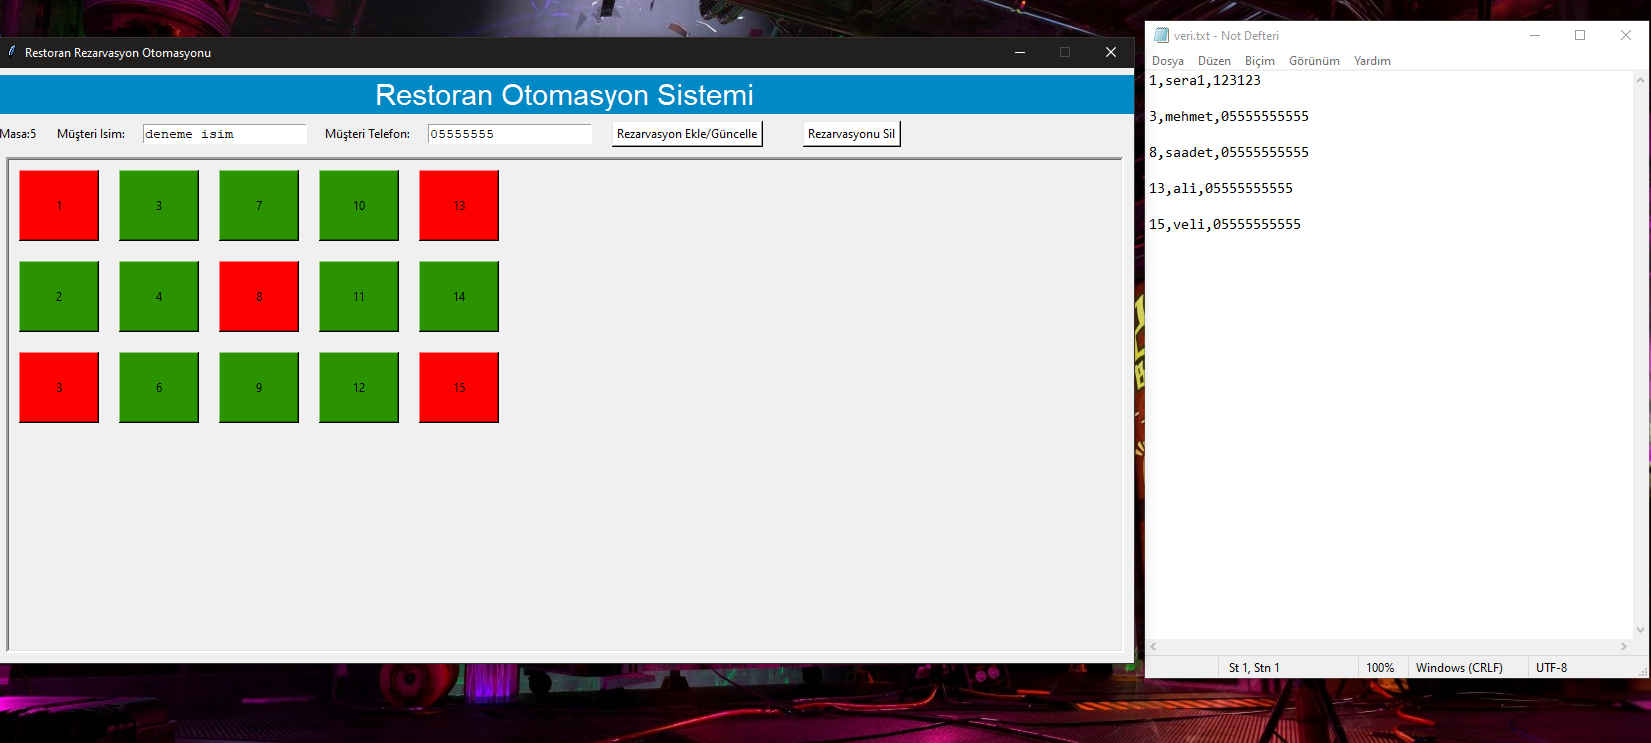 Restoran Rezarvasyon Otomasyonu
Restoran Otomasyon Sistemi
Masa:5 Müşteri Isim: deneme isim Müşteri Telefon: 05555555 Rezarvasyon Ekle/Güncelle Rezarvasyonu Sil
1 3 7 10 13
2 4 8 11 14
3 6 9 12 15
veri.txt - Not Defteri
Dosya Düzen Biçim Görünüm Yardım
1,sera1,123123
3,mehmet,05555555555
8,saadet,05555555555
13,ali,05555555555
15,veli,05555555555
St 1, Stn 1 100% Windows (CRLF) UTF-8